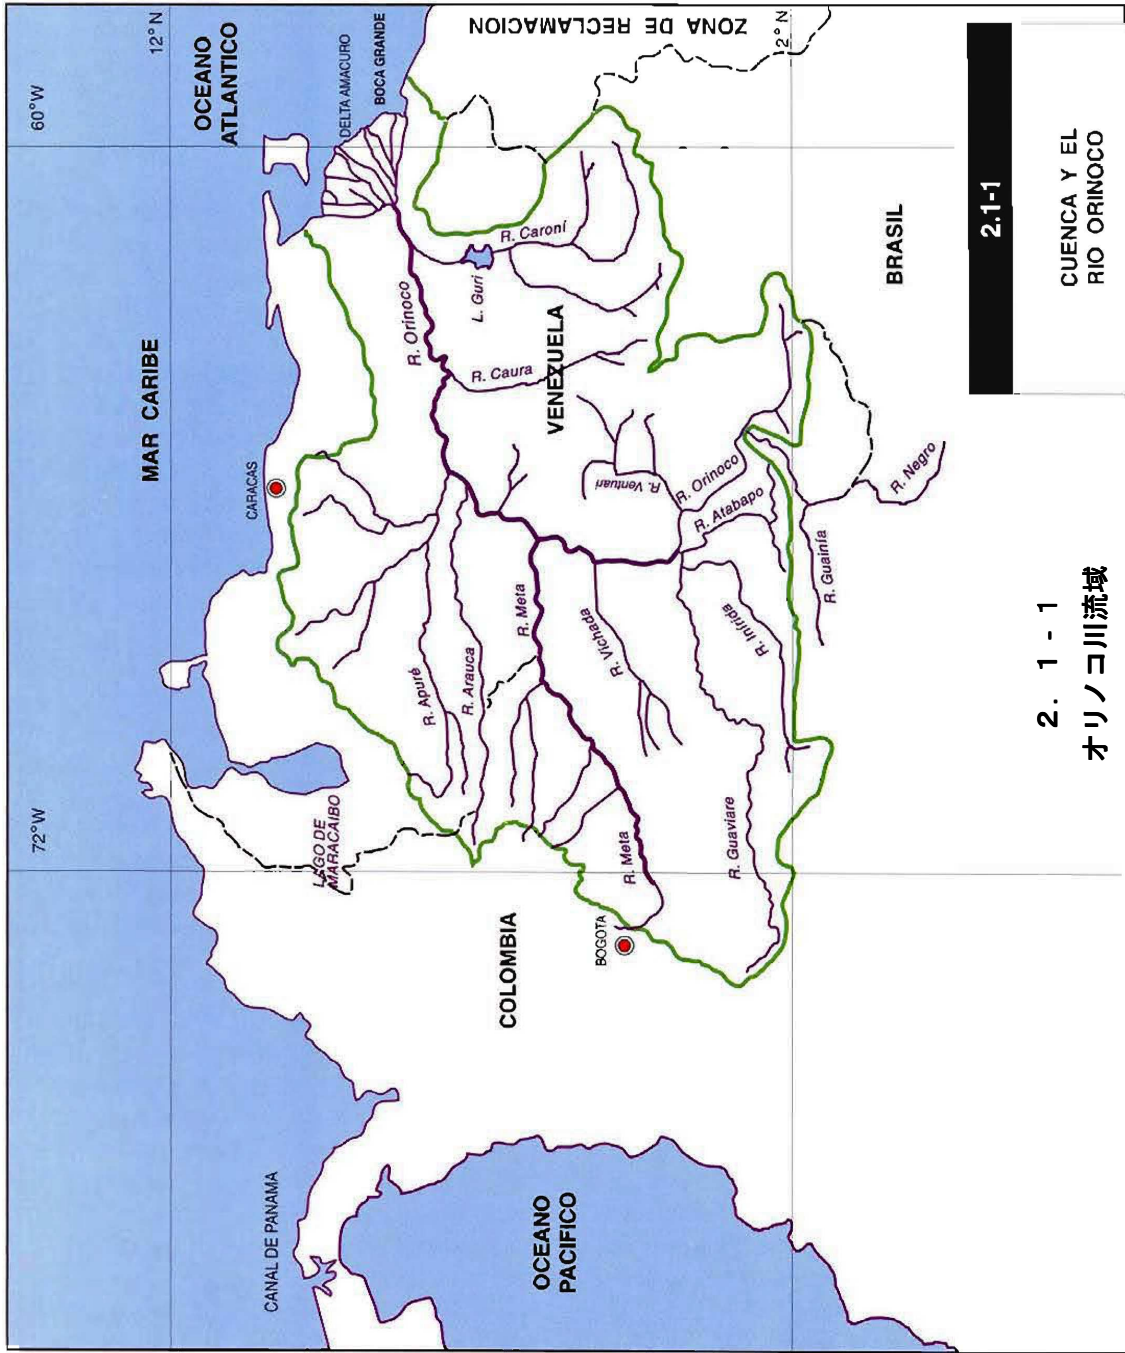 60°W
72°W
12° N
2° N
MAR CARIBE
OCEANO
ATLANTICO
DELTA AMACURO
BOCA GRANDE
ZONA DE RECLAMACION
CARACAS
CANAL DE PANAMA
LAGO DE
MARACAIBO
R. Orinoco
L. Guri
R. Caroní
R. Caura
VENEZUELA
R. Apuré
R. Arauca
R. Meta
R. Vichada
R. Ventuari
R. Orinoco
R. Atabapo
R. Inírida
R. Guainía
R. Negro
R. Meta
R. Guaviare
COLOMBIA
BOGOTA
BRASIL
OCEANO
PACIFICO
2.1-1
CUENCA Y EL
RIO ORINOCO
2. 1 - 1
オリノコ川流域